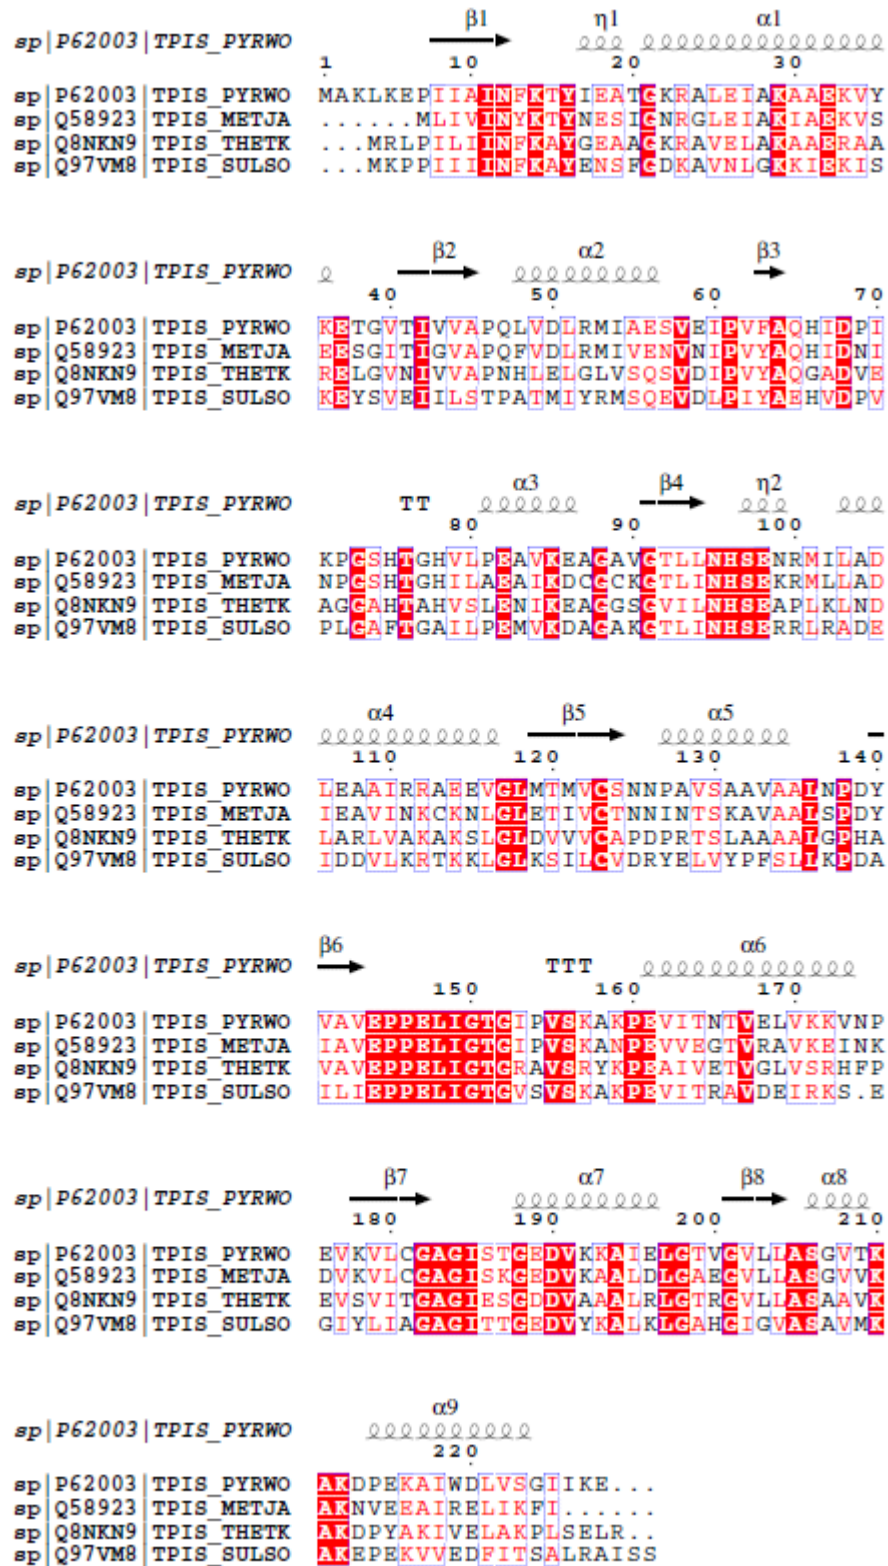 β1 η1 α1
sp|P62003|TPIS_PYRWO
1 10 20 30
sp|P62003|TPIS_PYRWO MAKLKEPIIAINFKTYIEATGKRALEIAKAAEKVY
sp|Q58923|TPIS_METJA ......MLIVINYKTYNESIGNRGLEIAKIAEKVS
sp|Q8NKN9|TPIS_THETK ...MRLPILIINFKAYGEAAGKRAVELAKAAERAA
sp|Q97VM8|TPIS_SULSO ...MKPPIIIINFKAYENSFGDKAVNLGKKIEKIS
β2 α2 β3
sp|P62003|TPIS_PYRWO
40 50 60 70
sp|P62003|TPIS_PYRWO KETGVTIVVAPQLVDLRMIAESVEIPVFAQHIDPI
sp|Q58923|TPIS_METJA EESGITIGVAPQFVDLRMIVENVNIPVYAQHIDNI
sp|Q8NKN9|TPIS_THETK RELGVNIVVAPNHLELGLVSQSVDIPVYAQGADVE
sp|Q97VM8|TPIS_SULSO KEYSVEIILSTPATMIYRMSQEVDLPIYAEHVDPV
α3 β4 η2
sp|P62003|TPIS_PYRWO TT
80 90 100
sp|P62003|TPIS_PYRWO KPGSHTGHVLPEAVKEAGAVGTLLNHSENRMILAD
sp|Q58923|TPIS_METJA NPGSHTGHILAEAIKDCGCKGTLINHSEKRMLLAD
sp|Q8NKN9|TPIS_THETK AGGAHTAHVSLENIKEAGGSGVILNHSEAPLKLND
sp|Q97VM8|TPIS_SULSO PLGAFTGAILPEMVKDAGAKGTLINHSERRLRADE
α4 β5 α5
sp|P62003|TPIS_PYRWO
110 120 130 140
sp|P62003|TPIS_PYRWO LEAAIRRAEEVGLMTMVCSNNPAVSAAVAALNPDY
sp|Q58923|TPIS_METJA IEAVINKCKNLGLETIVCTNNINTSKAVAALSPDY
sp|Q8NKN9|TPIS_THETK LARLVAKAKSLGLDVVVCAPDPRTSLAAAALGPHA
sp|Q97VM8|TPIS_SULSO IDDVLKRTKKLGLKSILCVDRYELVYPFSLLKPDA
β6 α6
sp|P62003|TPIS_PYRWO TTT
150 160 170
sp|P62003|TPIS_PYRWO VAVEPPELIGTGIPVSKAKPEVITNTVELVKKVNP
sp|Q58923|TPIS_METJA IAVEPPELIGTGIPVSKANPEVVEGTVRAVKEINK
sp|Q8NKN9|TPIS_THETK VAVEPPELIGTGRAVSRYKPEAIVETVGLVSRHFP
sp|Q97VM8|TPIS_SULSO ILIEPPELIGTGVSVSKAKPEVITRAVDEIRKS.E
β7 α7 β8 α8
sp|P62003|TPIS_PYRWO
180 190 200 210
sp|P62003|TPIS_PYRWO EVKVLCGAGISTGEDVKKAIELGTVGVLLASGVTK
sp|Q58923|TPIS_METJA DVKVLCGAGISKGEDVKAALDLGAEGVLLASGVVK
sp|Q8NKN9|TPIS_THETK EVSVITGAGIESGDDVAAALRLGTRGVLLASAAVK
sp|Q97VM8|TPIS_SULSO GIYLIAGAGITTGEDVYKALKLGAHGIGVASAVMK
α9
sp|P62003|TPIS_PYRWO
220
sp|P62003|TPIS_PYRWO AKDPEKAIWDLVSGIIKE...
sp|Q58923|TPIS_METJA AKNVEEAIRELIKFI......
sp|Q8NKN9|TPIS_THETK AKDPYAKIVELAKPLSELR..
sp|Q97VM8|TPIS_SULSO AKEPEKVVEDFITSALRAISS